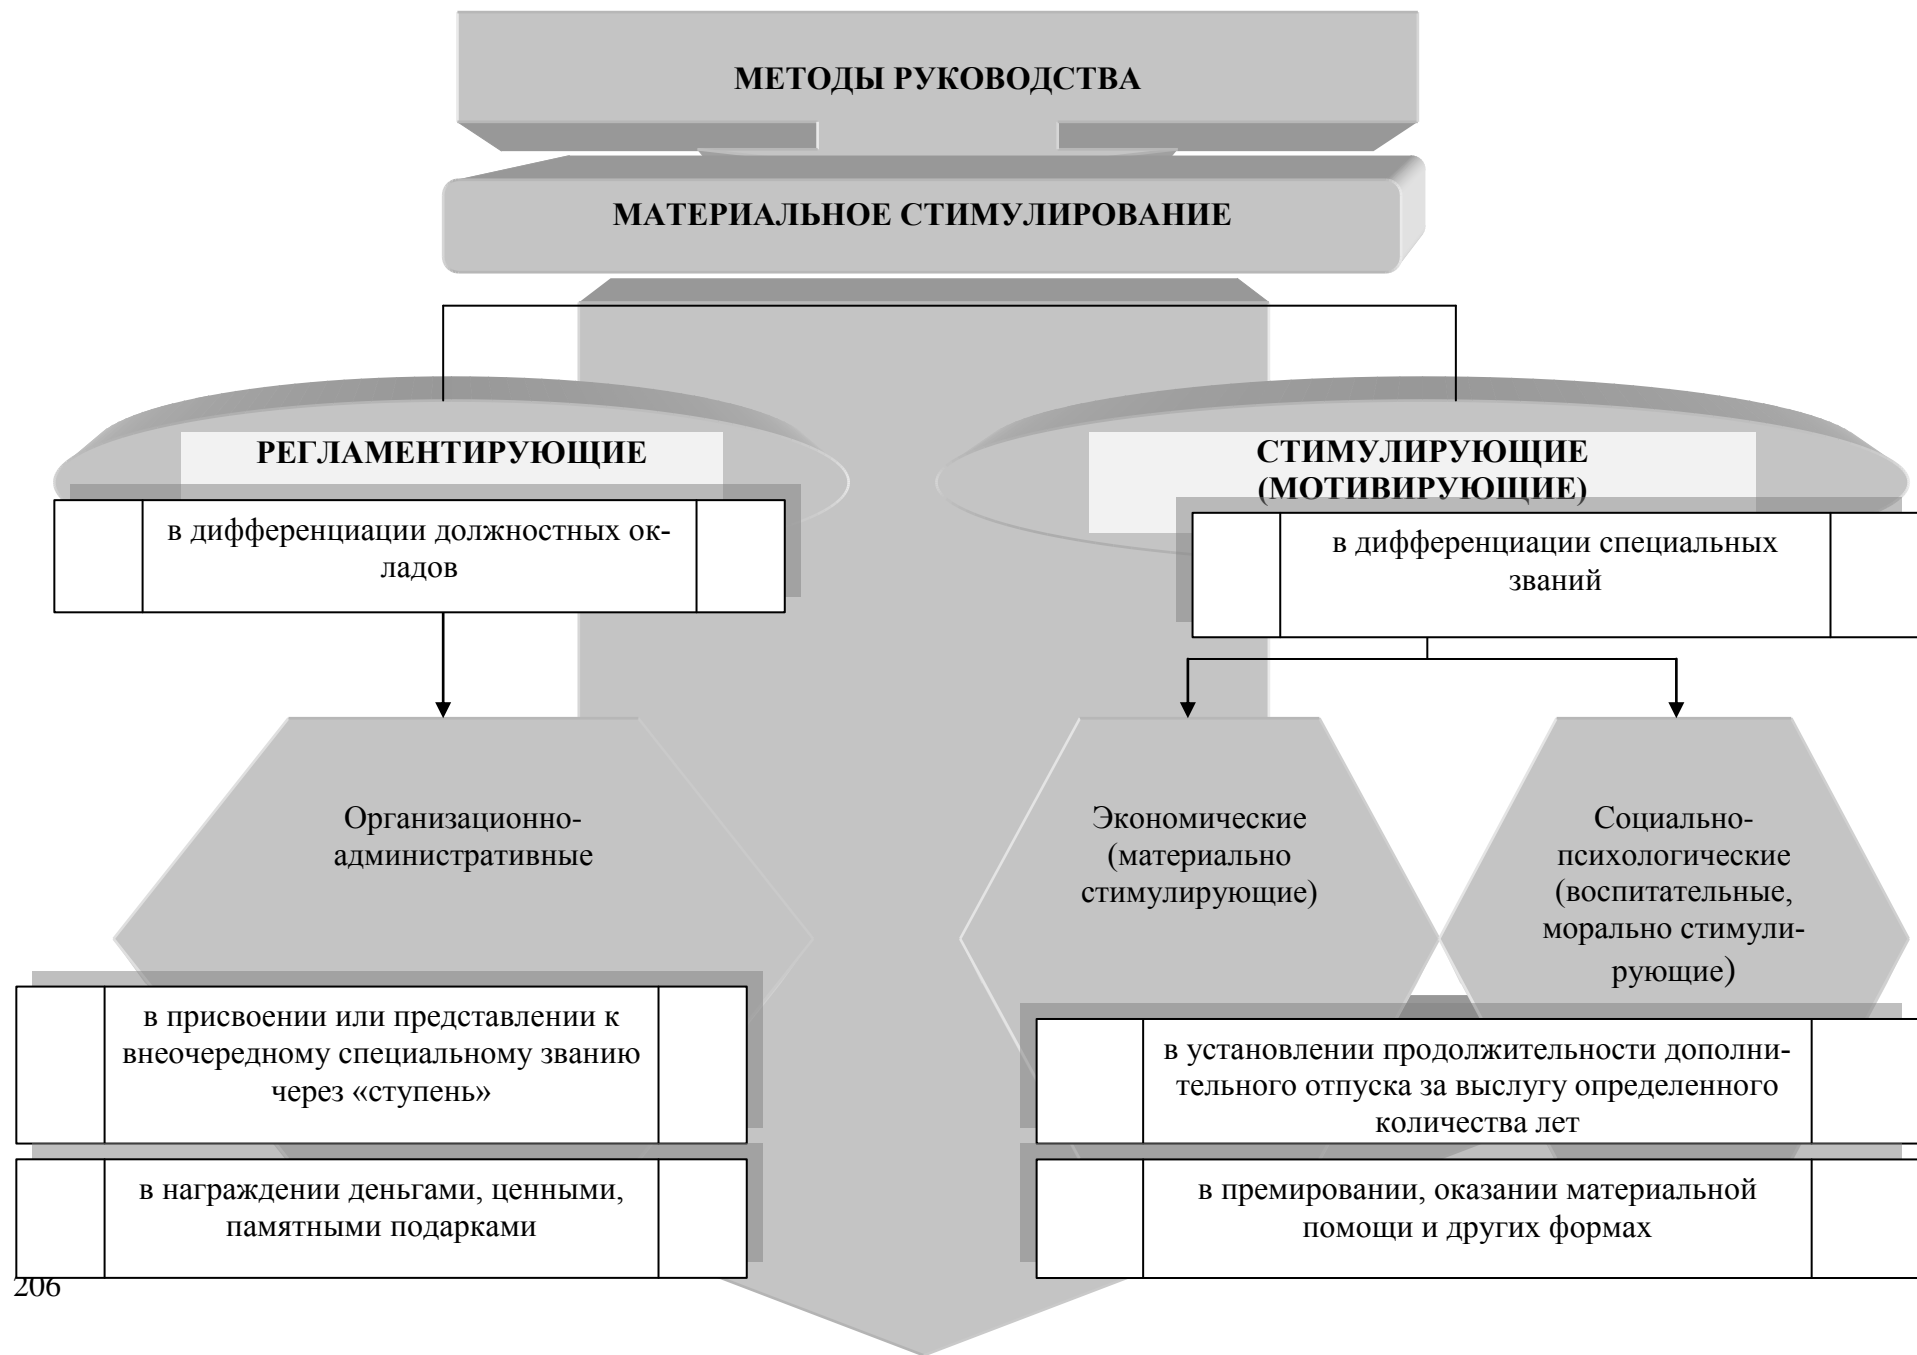 МЕТОДЫ РУКОВОДСТВА
МАТЕРИАЛЬНОЕ СТИМУЛИРОВАНИЕ
РЕГЛАМЕНТИРУЮЩИЕ
СТИМУЛИРУЮЩИЕ
(МОТИВИРУЮЩИЕ)
в дифференциации должностных ок-
ладов
в дифференциации специальных
званий
Организационно-
административные
Экономические
(материально
стимулирующие)
Социально-
психологические
(воспитательные,
морально стимули-
рующие)
в присвоении или представлении к
внеочередному специальному званию
через «ступень»
в установлении продолжительности дополни-
тельного отпуска за выслугу определенного
количества лет
в награждении деньгами, ценными,
памятными подарками
в премировании, оказании материальной
помощи и других формах
206